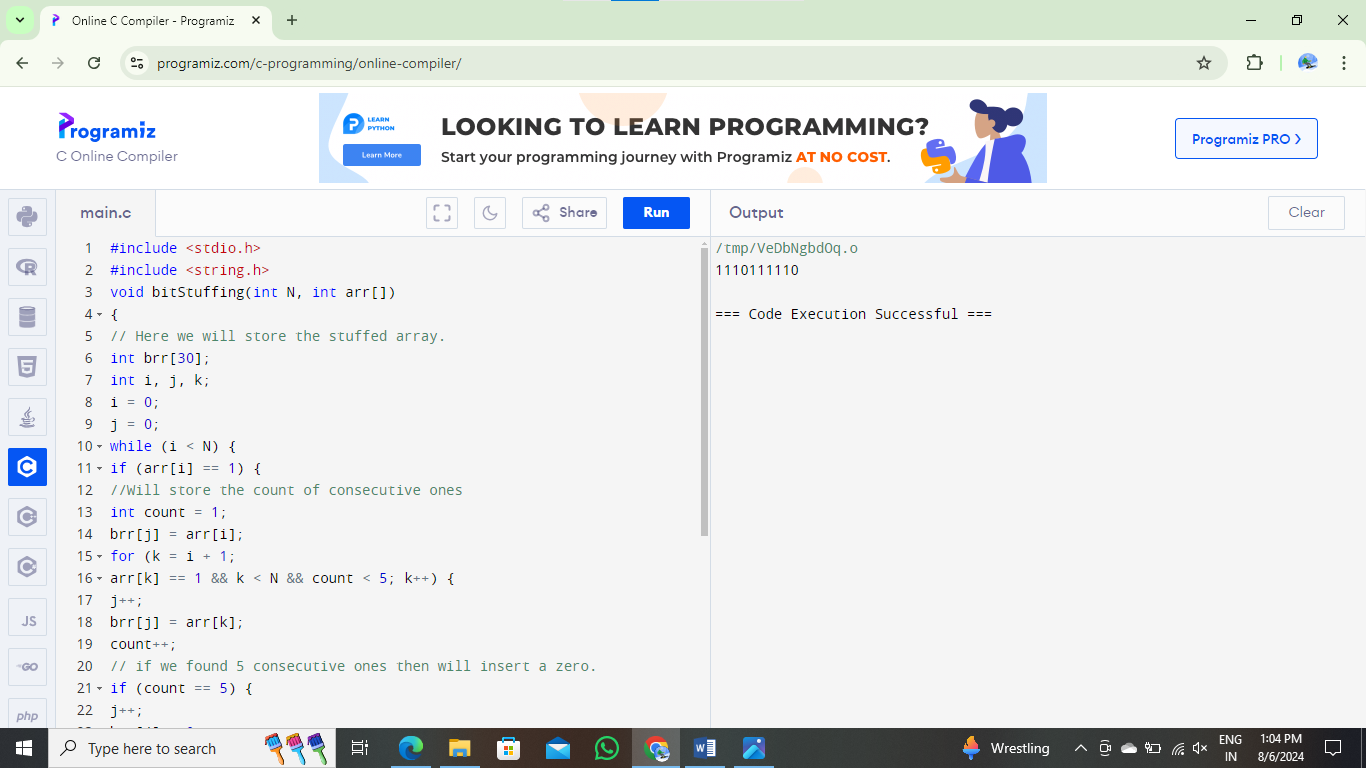 Online C Compiler - Programiz
programiz.com/c-programming/online-compiler/
Programiz
C Online Compiler
LEARN
PYTHON
Learn More
LOOKING TO LEARN PROGRAMMING?
Start your programming journey with Programiz AT NO COST.
Programiz PRO >
main.c
Share
Run
Output
Clear
1 #include <stdio.h>
2 #include <string.h>
3 void bitStuffing(int N, int arr[])
4 {
5 // Here we will store the stuffed array.
6 int brr[30];
7 int i, j, k;
8 i = 0;
9 j = 0;
10 while (i < N) {
11 if (arr[i] == 1) {
12 //Will store the count of consecutive ones
13 int count = 1;
14 brr[j] = arr[i];
15 for (k = i + 1;
16 arr[k] == 1 && k < N && count < 5; k++) {
17 j++;
18 brr[j] = arr[k];
19 count++;
20 // if we found 5 consecutive ones then will insert a zero.
21 if (count == 5) {
22 j++;
/tmp/VeDbNgbdOq.o
1110111110
=== Code Execution Successful ===
JS
GO
php
Type here to search
Wrestling
ENG
IN
1:04 PM
8/6/2024